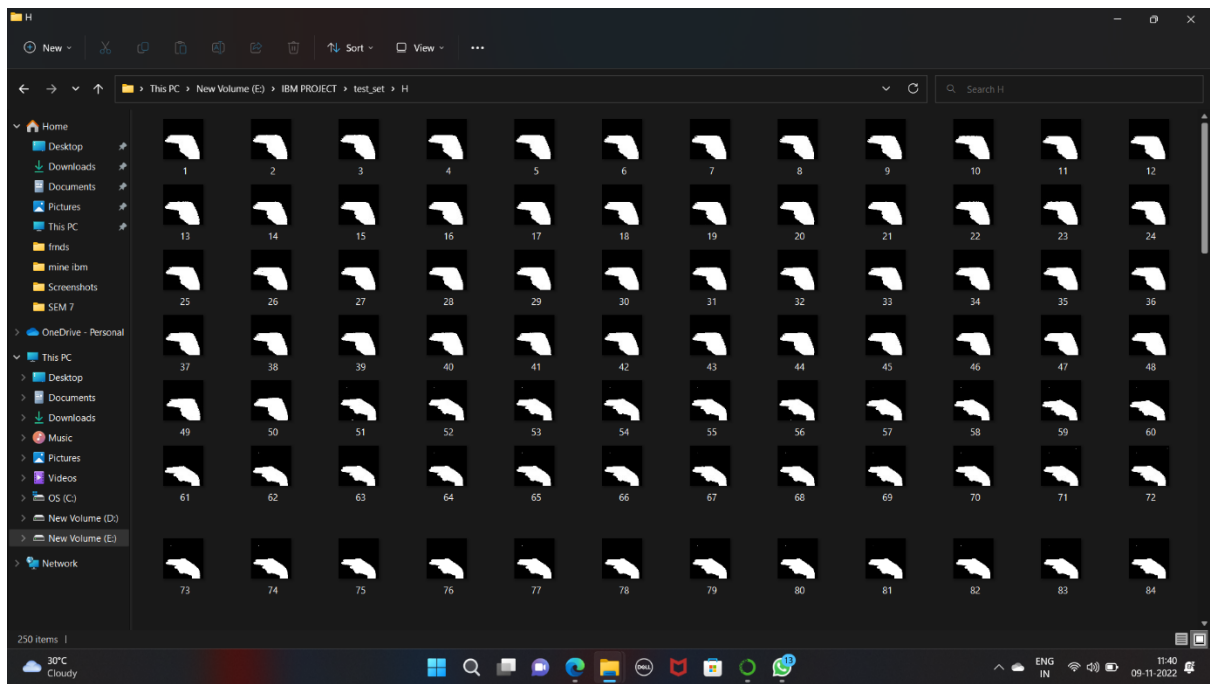 H
New Sort View
This PC > New Volume (E:) > IBM PROJECT > test_set > H
Search H
Home
Desktop
Downloads
Documents
Pictures
This PC
frnds
mine ibm
Screenshots
SEM 7
OneDrive - Personal
This PC
Desktop
Documents
Downloads
Music
Pictures
Videos
OS (C:)
New Volume (D:)
New Volume (E:)
Network
1 2 3 4 5 6 7 8 9 10 11 12
13 14 15 16 17 18 19 20 21 22 23 24
25 26 27 28 29 30 31 32 33 34 35 36
37 38 39 40 41 42 43 44 45 46 47 48
49 50 51 52 53 54 55 56 57 58 59 60
61 62 63 64 65 66 67 68 69 70 71 72
73 74 75 76 77 78 79 80 81 82 83 84
250 items
30°C
Cloudy
DELL
13
ENG
IN
11:40
09-11-2022